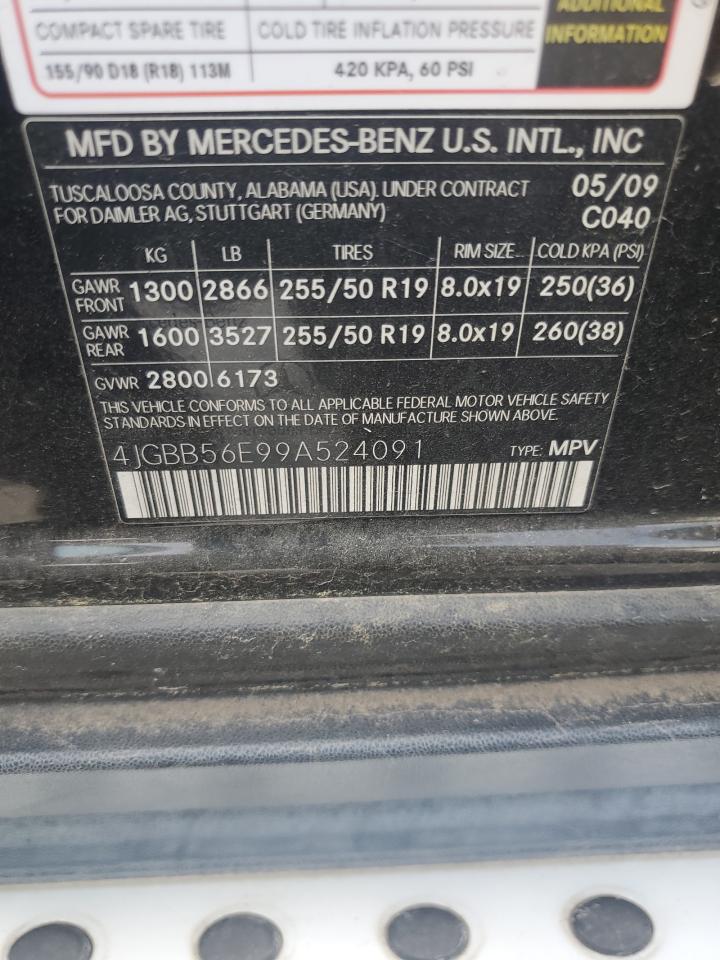 COMPACT SPARE TIRE COLD TIRE INFLATION PRESSURE
ADDITIONAL
INFORMATION
155/90 D18 (R18) 113M 420 KPA, 60 PSI
MFD BY MERCEDES-BENZ U.S. INTL., INC
TUSCALOOSA COUNTY, ALABAMA (USA). UNDER CONTRACT 05/09
FOR DAIMLER AG, STUTTGART (GERMANY) C040
KG LB TIRES RIM SIZE COLD KPA (PSI)
GAWR FRONT 1300 2866 255/50 R19 8.0x19 250(36)
GAWR REAR 1600 3527 255/50 R19 8.0x19 260(38)
GVWR 2800 6173
THIS VEHICLE CONFORMS TO ALL APPLICABLE FEDERAL MOTOR VEHICLE SAFETY
STANDARDS IN EFFECT ON THE DATE OF MANUFACTURE SHOWN ABOVE.
4JGBB56E99A524091 TYPE: MPV